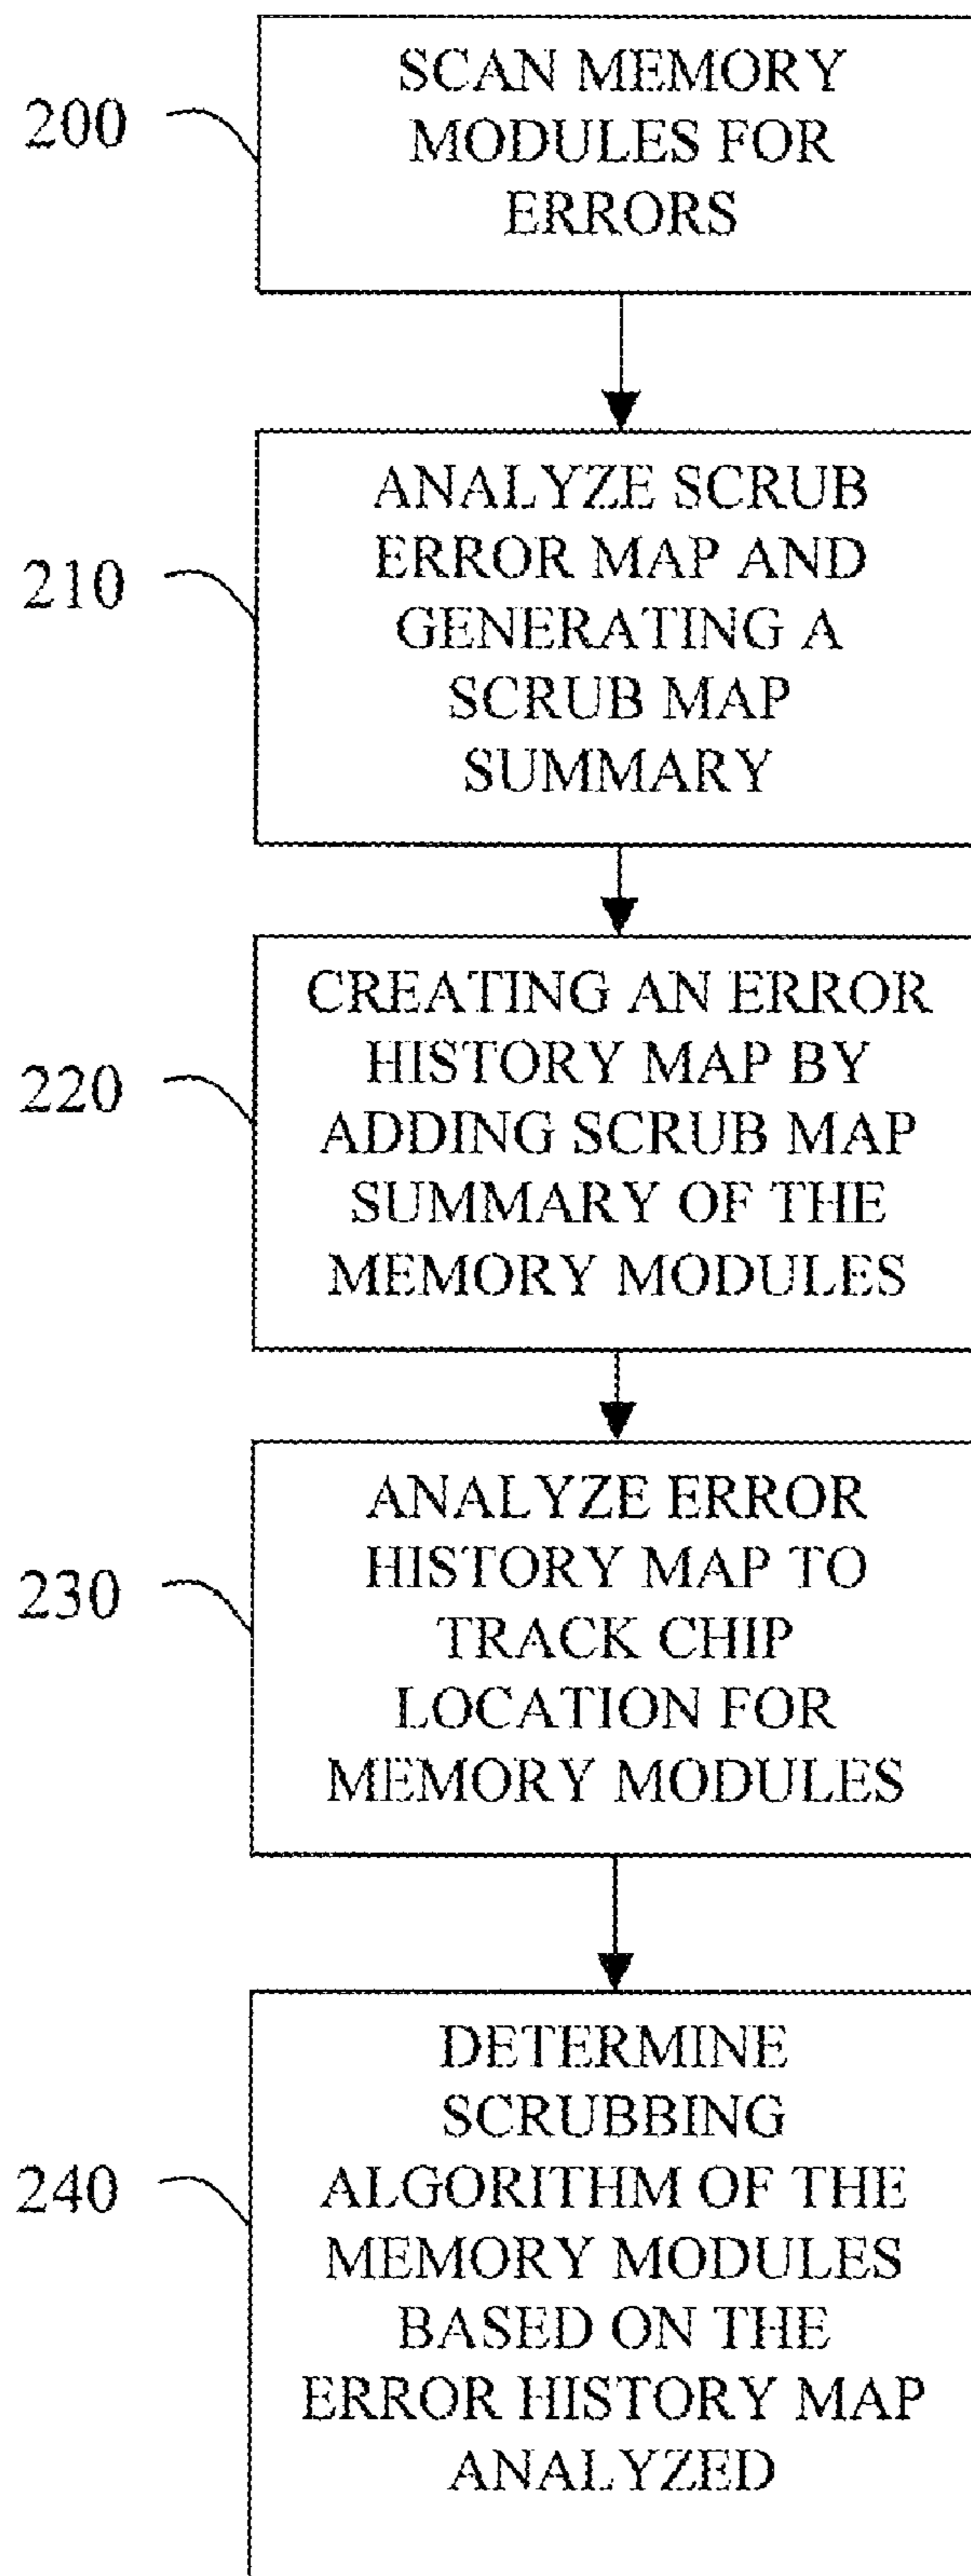 200
SCAN MEMORY
MODULES FOR
ERRORS
210
ANALYZE SCRUB
ERROR MAP AND
GENERATING A
SCRUB MAP
SUMMARY
220
CREATING AN ERROR
HISTORY MAP BY
ADDING SCRUB MAP
SUMMARY OF THE
MEMORY MODULES
230
ANALYZE ERROR
HISTORY MAP TO
TRACK CHIP
LOCATION FOR
MEMORY MODULES
240
DETERMINE
SCRUBBING
ALGORITHM OF THE
MEMORY MODULES
BASED ON THE
ERROR HISTORY MAP
ANALYZED